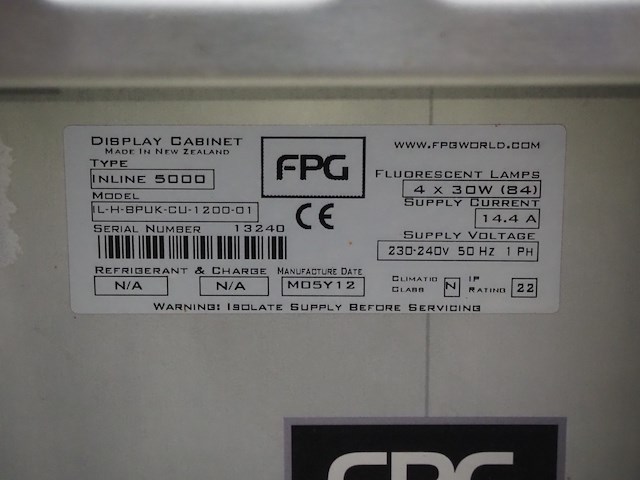 DISPLAY CABINET
MADE IN NEW ZEALAND
TYPE
INLINE 5000
MODEL
IL-H-BPUK-CU-1200-01
SERIAL NUMBER 13240
REFRIGERANT & CHARGE
N/A N/A
MANUFACTURE DATE
M05Y12
FPG
CE
WWW.FPGWORLD.COM
FLUORESCENT LAMPS
4 X 30W (84)
SUPPLY CURRENT
14.4 A
SUPPLY VOLTAGE
230-240V 50 HZ 1 PH
CLIMATIC CLASS N
IP RATING 22
WARNING: ISOLATE SUPPLY BEFORE SERVICING
FPG